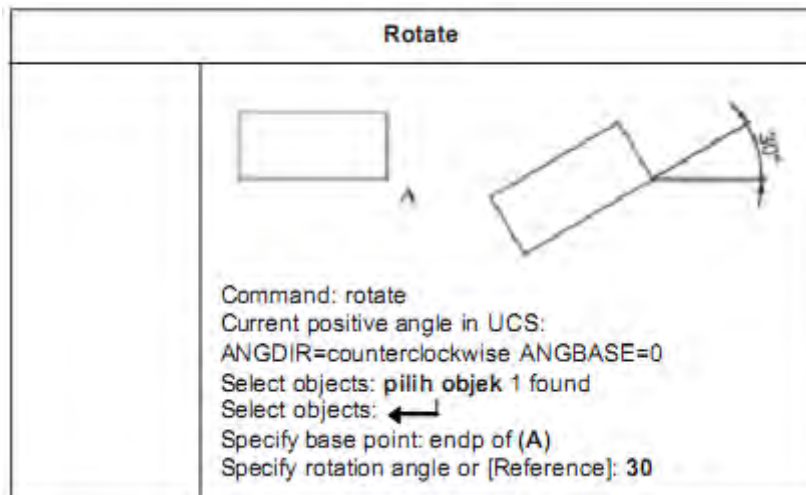 Rotate
A
30°
Command: rotate
Current positive angle in UCS:
ANGDIR=counterclockwise ANGBASE=0
Select objects: pilih objek 1 found
Select objects:
Specify base point: endp of (A)
Specify rotation angle or [Reference]: 30